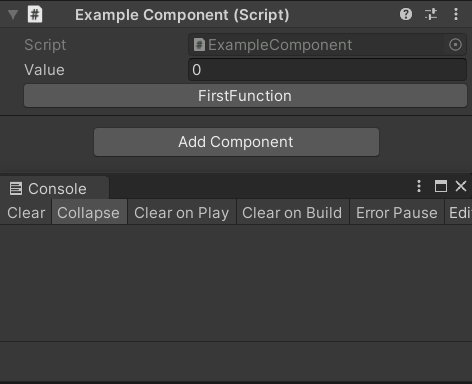 Example Component (Script)
Script ExampleComponent
Value 0
FirstFunction
Add Component
Console
Clear Collapse Clear on Play Clear on Build Error Pause Edi